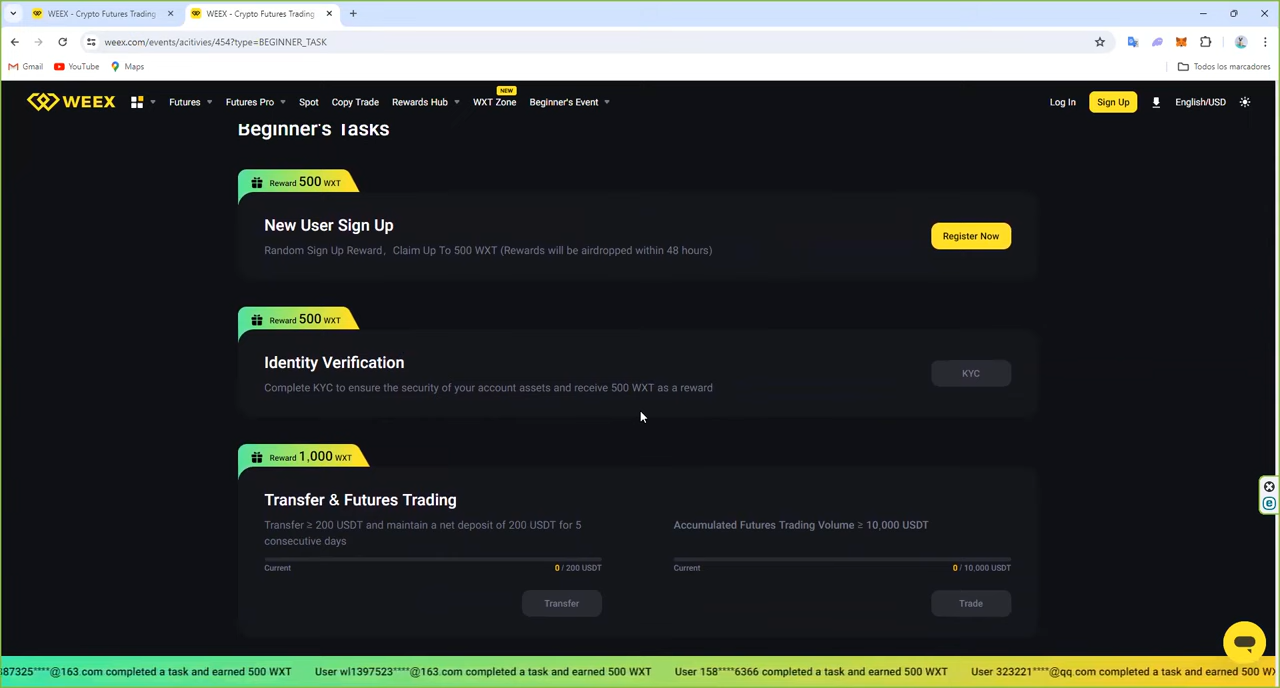 WEEX - Crypto Futures Trading
WEEX - Crypto Futures Trading
weex.com/events/acitivies/454?type=BEGINNER_TASK
Gmail
YouTube
Maps
Todos los marcadores
WEEX
Futures
Futures Pro
Spot
Copy Trade
Rewards Hub
NEW
WXT Zone
Beginner's Event
Log In
Sign Up
English/USD
Beginner's Tasks
Reward 500 WXT
New User Sign Up
Random Sign Up Reward, Claim Up To 500 WXT (Rewards will be airdropped within 48 hours)
Register Now
Reward 500 WXT
Identity Verification
Complete KYC to ensure the security of your account assets and receive 500 WXT as a reward
KYC
Reward 1,000 WXT
Transfer & Futures Trading
Transfer ≥ 200 USDT and maintain a net deposit of 200 USDT for 5
consecutive days
Current
0 / 200 USDT
Transfer
Accumulated Futures Trading Volume ≥ 10,000 USDT
Current
0 / 10,000 USDT
Trade
387325****@163.com completed a task and earned 500 WXT
User wl1397523****@163.com completed a task and earned 500 WXT
User 158****6366 completed a task and earned 500 WXT
User 323221****@qq.com completed a task and earned 500 WX